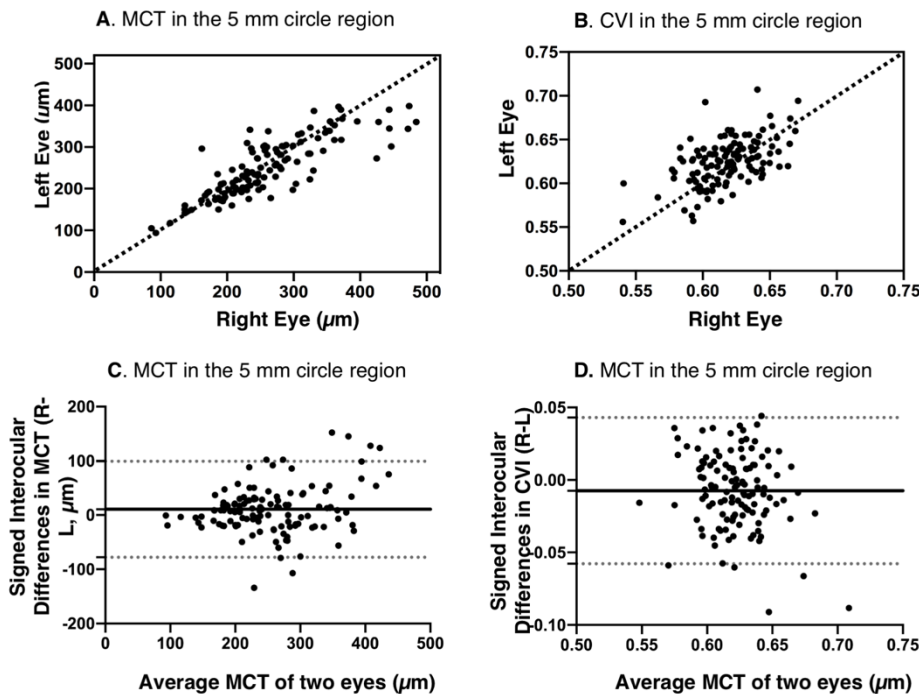 A. MCT in the 5 mm circle region
B. CVI in the 5 mm circle region
Left Eye (µm)
500
400
300
200
100
0
0 100 200 300 400 500
Right Eye (µm)
Left Eye
0.75
0.70
0.65
0.60
0.55
0.50
0.50 0.55 0.60 0.65 0.70 0.75
Right Eye
C. MCT in the 5 mm circle region
D. MCT in the 5 mm circle region
Signed Interocular
Differences in MCT (R-
L, µm)
200
100
0
-100
-200
0 100 200 300 400 500
Average MCT of two eyes (µm)
Signed Interocular
Differences in CVI (R-L)
0.05
0.00
-0.05
-0.10
0.50 0.55 0.60 0.65 0.70 0.75
Average MCT of two eyes (µm)